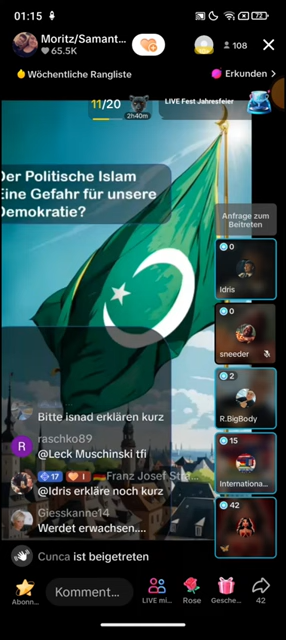 01:15
72
Moritz/Samant...
65.5K
108
Wöchentliche Rangliste
Erkunden >
11/20
2h40m
LIVE Fest Jahresfeier
Der Politische Islam
Eine Gefahr für unsere
Demokratie?
Anfrage zum
Beitreten
0
Idris
0
sneeder
2
R.BigBody
15
Internationa...
42
Bitte isnad erklären kurz
R
raschko89
@Leck Muschinski tfi
17
I
Franz Josef Str
@Idris erkläre noch kurz
Giesskanne14
Werdet erwachsen....
Cunca ist beigetreten
Abonn...
Komment...
LIVE mi...
Rose
Gesche...
42